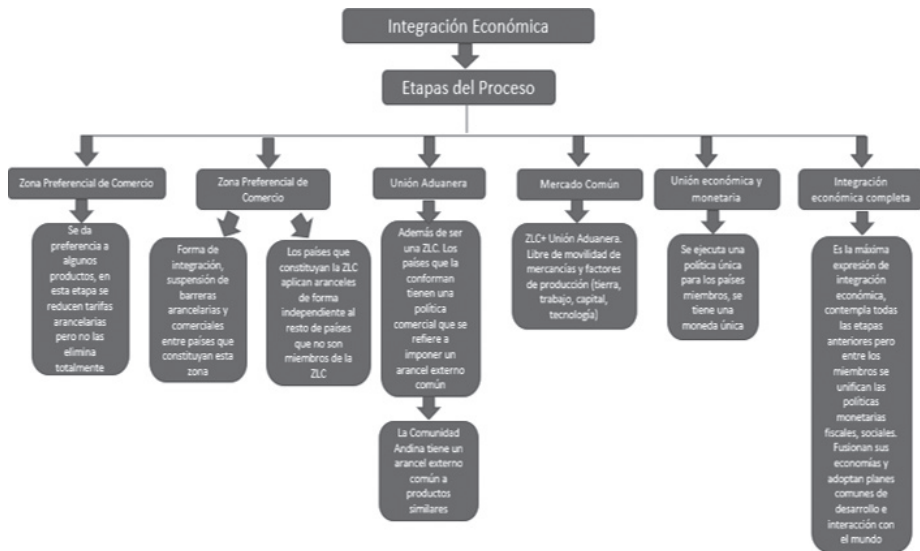 Integración Económica
Etapas del Proceso
Zona Preferencial de Comercio
Se da
preferencia a
algunos
productos, en
esta etapa se
reducen tarifas
arancelarias
pero no las
elimina
totalmente
Zona Preferencial de
Comercio
Forma de
integración,
suspensión de
barreras
arancelarias y
comerciales
entre países que
constituyan esta
zona
Los países que
constituyan la ZLC
aplican aranceles de
forma
independiente al
resto de países
que no son
miembros de la
ZLC
Unión Aduanera
Además de ser
una ZLC. Los
países que la
conforman
tienen una
política
comercial que se
refiere a
imponer un
arancel externo
común
La Comunidad
Andina tiene un
arancel externo
común a
productos
similares
Mercado Común
ZLC+ Unión Aduanera.
Libre de movilidad de
mercancías y factores
de producción (tierra,
trabajo, capital,
tecnología)
Unión económica y
monetaria
Se ejecuta una
política única
para los países
miembros, se
tiene una
moneda única
Integración
económica completa
Es la máxima
expresión de
integración
económica,
contempla todas
las etapas
anteriores pero
entre los
miembros se
unifican las
políticas
monetarias
fiscales, sociales.
Fusionan sus
economías y
adoptan planes
comunes de
desarrollo e
interacción con
el mundo